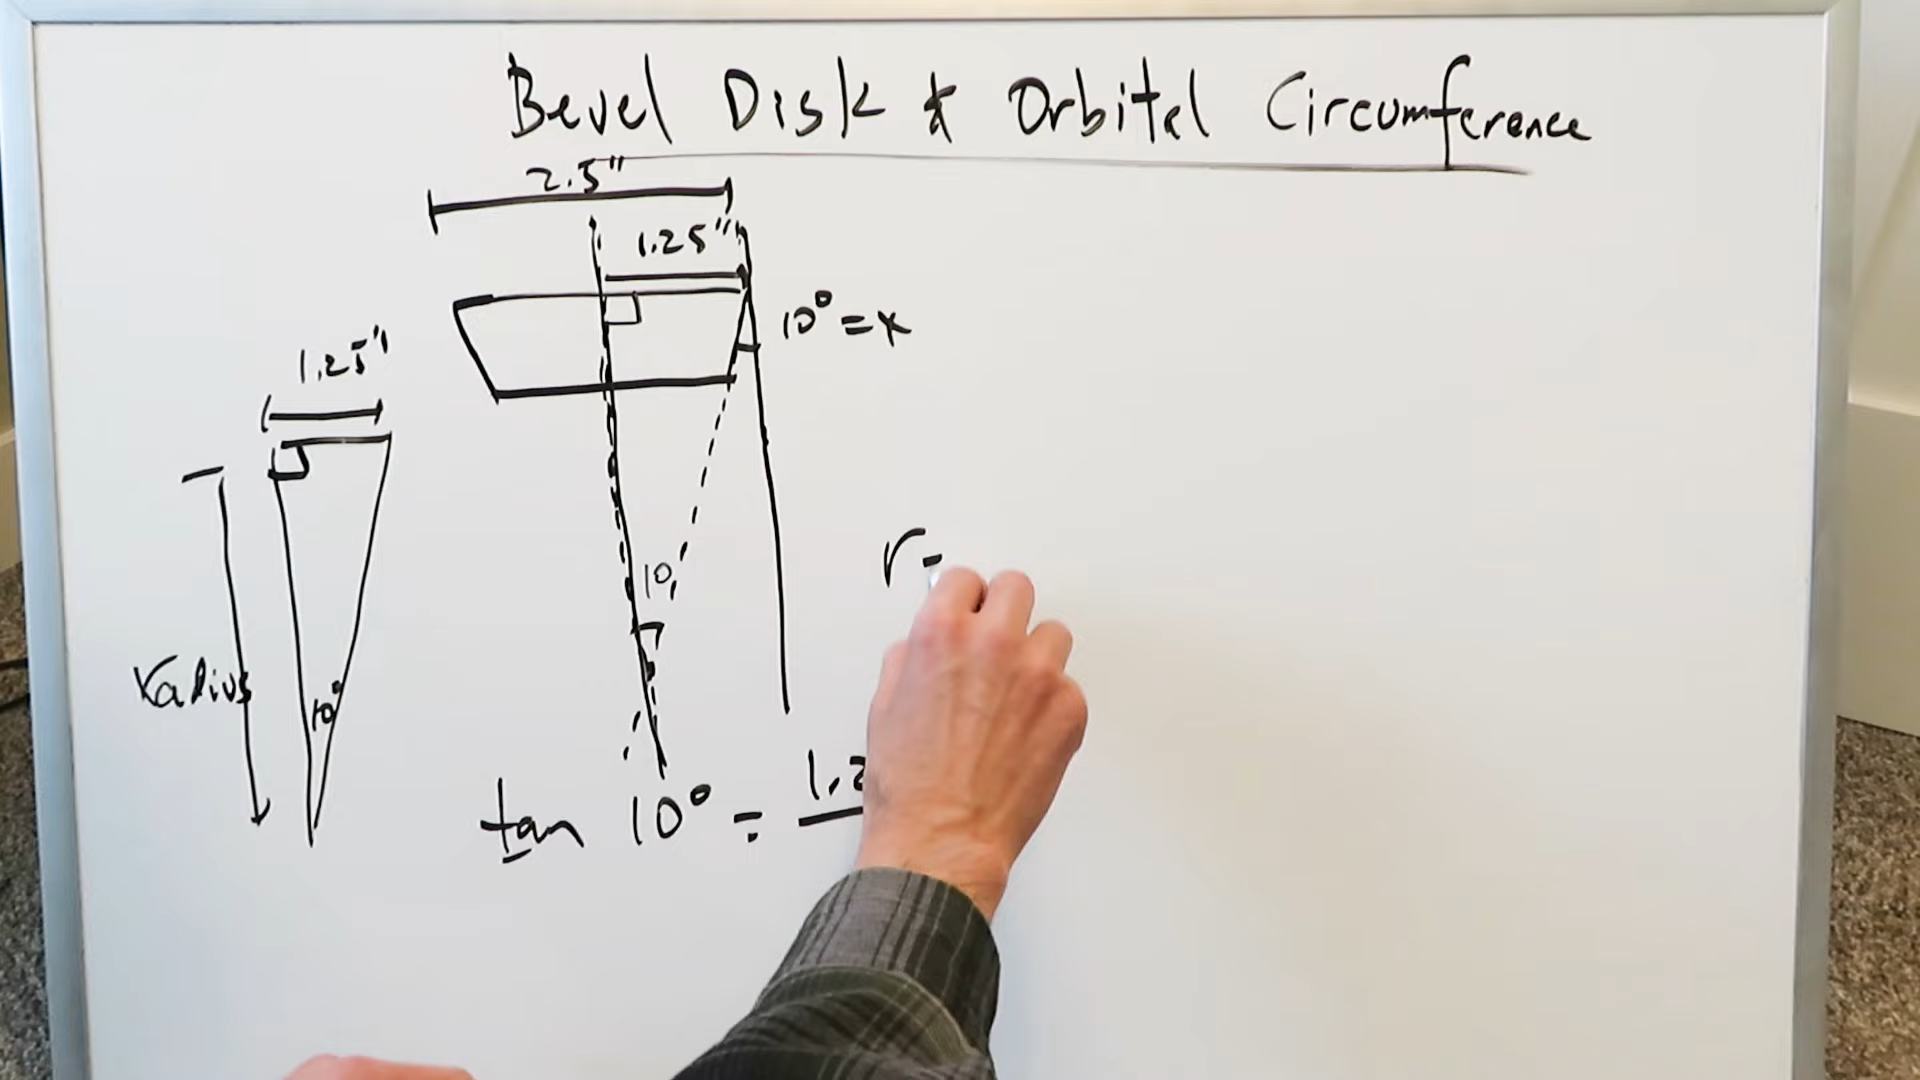 Bevel Disk & Orbital Circumference
2.5"
1.25"
10° = x
1.25"
r =
10
Radius
10°
tan 10° = 1.2